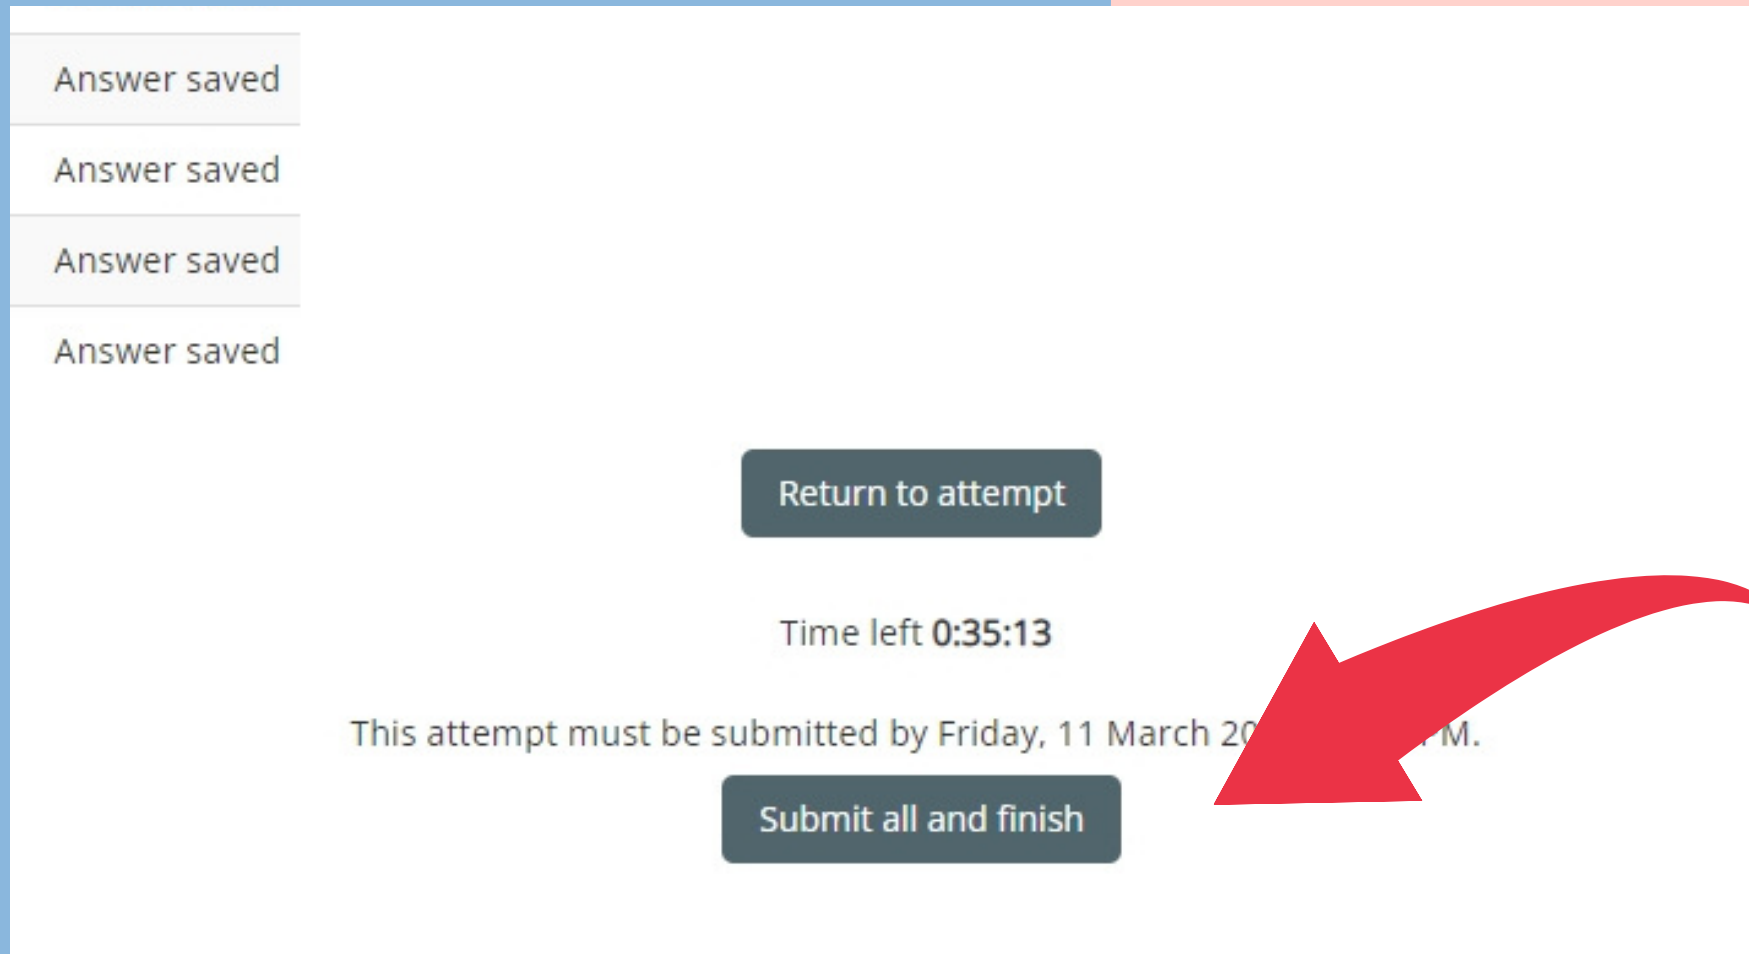 Answer saved
Answer saved
Answer saved
Answer saved
Return to attempt
Time left 0:35:13
This attempt must be submitted by Friday, 11 March
Submit all and finish